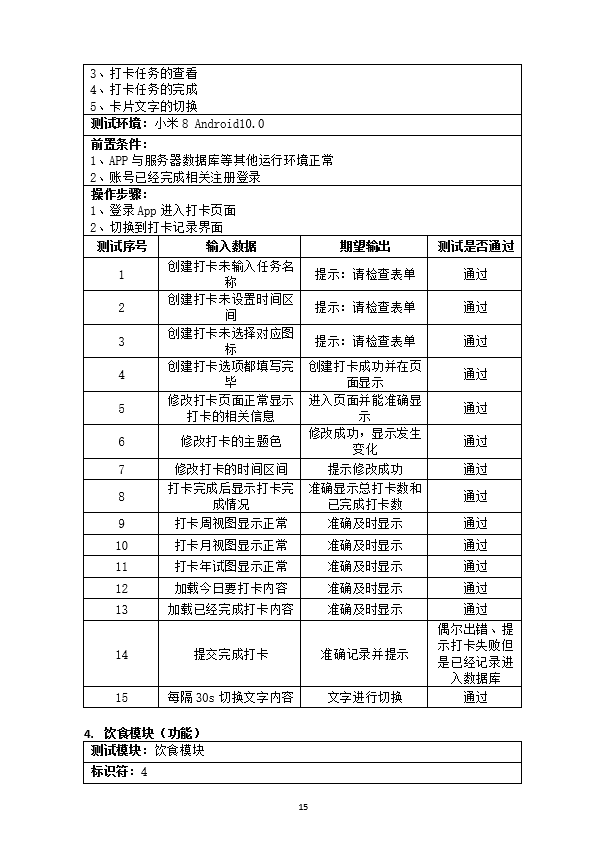 3、打卡任务的查看
4、打卡任务的完成
5、卡片文字的切换
测试环境：小米 8 Android10.0
前置条件：
1、APP 与服务器数据库等其他运行环境正常
2、账号已经完成相关注册登录
操作步骤：
1、登录 App 进入打卡页面
2、切换到打卡记录界面
测试序号 输入数据 期望输出 测试是否通过
1 创建打卡未输入任务名称 提示：请检查表单 通过
2 创建打卡未设置时间区间 提示：请检查表单 通过
3 创建打卡未选择对应图标 提示：请检查表单 通过
4 创建打卡选项都填写完毕 创建打卡成功并在页面显示 通过
5 修改打卡页面正常显示打卡的相关信息 进入页面并能准确显示 通过
6 修改打卡的主题色 修改成功，显示发生变化 通过
7 修改打卡的时间区间 提示修改成功 通过
8 打卡完成后显示打卡完成情况 准确显示总打卡数和已完成打卡数 通过
9 打卡周视图显示正常 准确及时显示 通过
10 打卡月视图显示正常 准确及时显示 通过
11 打卡年试图显示正常 准确及时显示 通过
12 加载今日要打卡内容 准确及时显示 通过
13 加载已经完成打卡内容 准确及时显示 通过
14 提交完成打卡 准确记录并提示 偶尔出错、提示打卡失败但是已经记录进入数据库
15 每隔 30s 切换文字内容 文字进行切换 通过
4. 饮食模块（功能）
测试模块：饮食模块
标识符：4
15